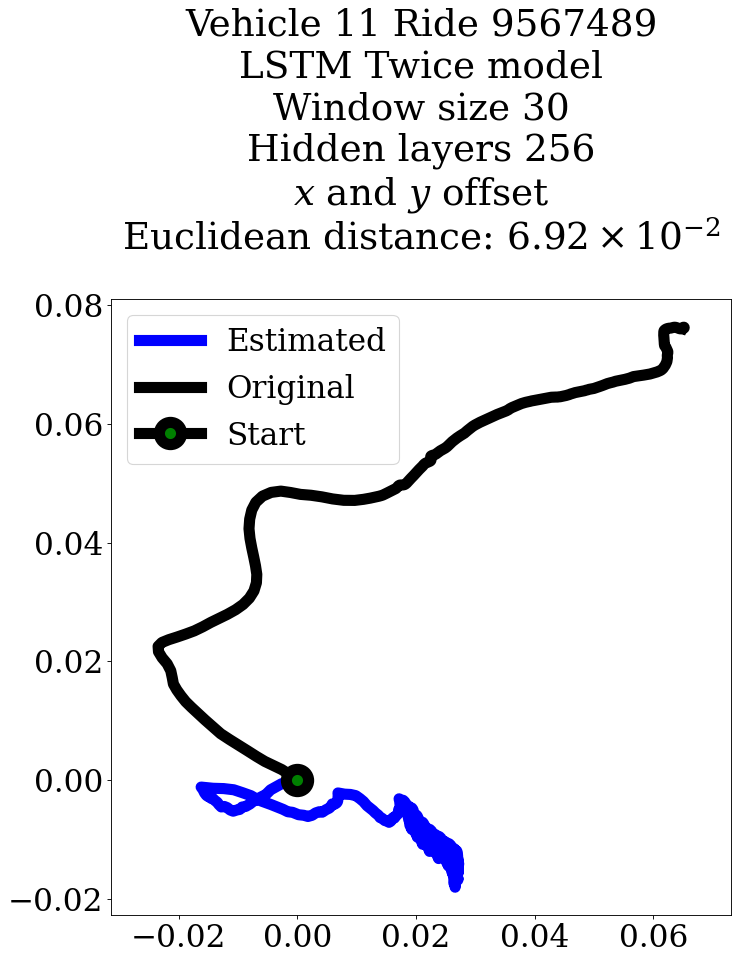 Vehicle 11 Ride 9567489
LSTM Twice model
Window size 30
Hidden layers 256
x and y offset
Euclidean distance: 6.92 × 10⁻²
0.08
Estimated
Original
Start
0.06
0.04
0.02
0.00
−0.02
−0.02 0.00 0.02 0.04 0.06